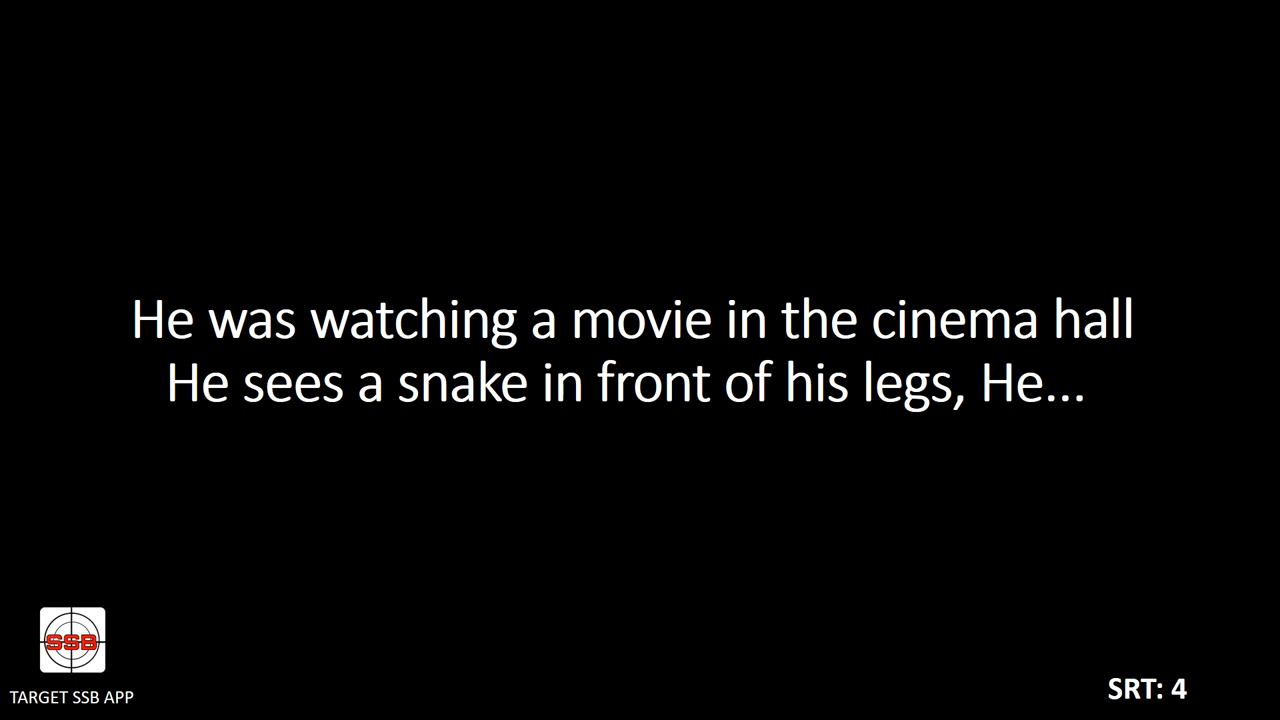 He was watching a movie in the cinema hall
He sees a snake in front of his legs, He...
SSB
TARGET SSB APP
SRT: 4